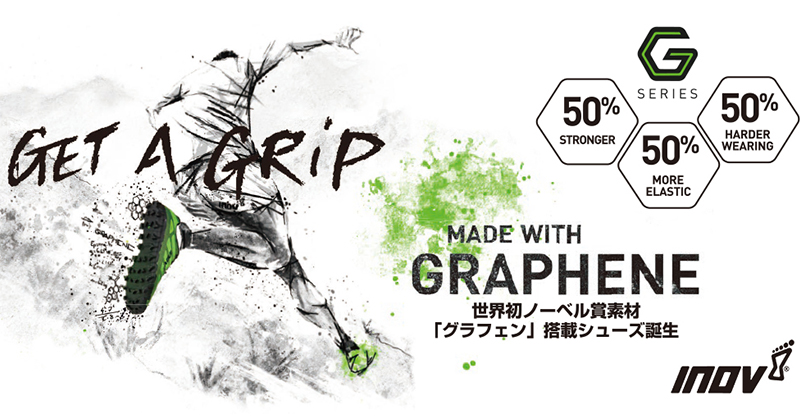 GET A GRIP
G
SERIES
50%
STRONGER
50%
MORE
ELASTIC
50%
HARDER
WEARING
MADE WITH
GRAPHENE
世界初ノーベル賞素材
「グラフェン」搭載シューズ誕生
INOV8®